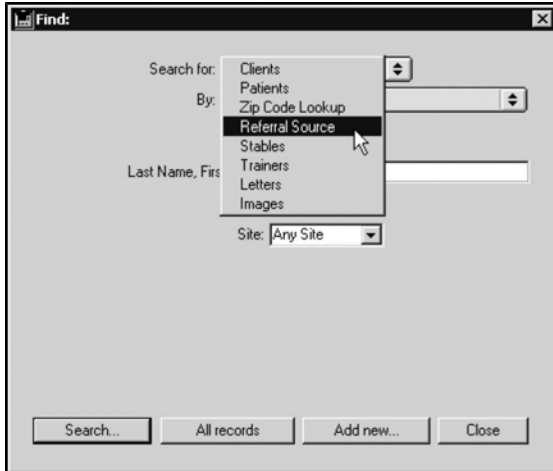 Find:
Search for:
Clients
Patients
By:
Zip Code Lookup
Referral Source
Stables
Last Name, Firs
Trainers
Letters
Images
Site: Any Site
Search... All records Add new... Close